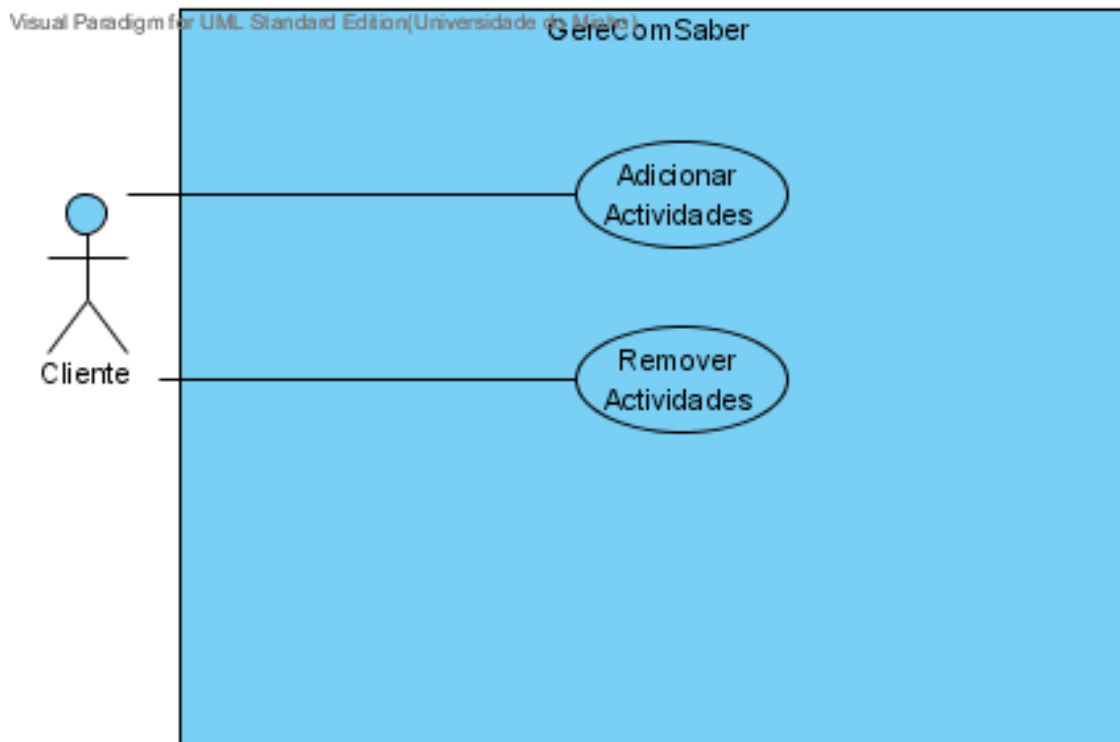 Visual Paradigm for UML Standard Edition(Universidade do Minho)
GereComSaber
Adicionar
Actividades
Cliente
Remover
Actividades